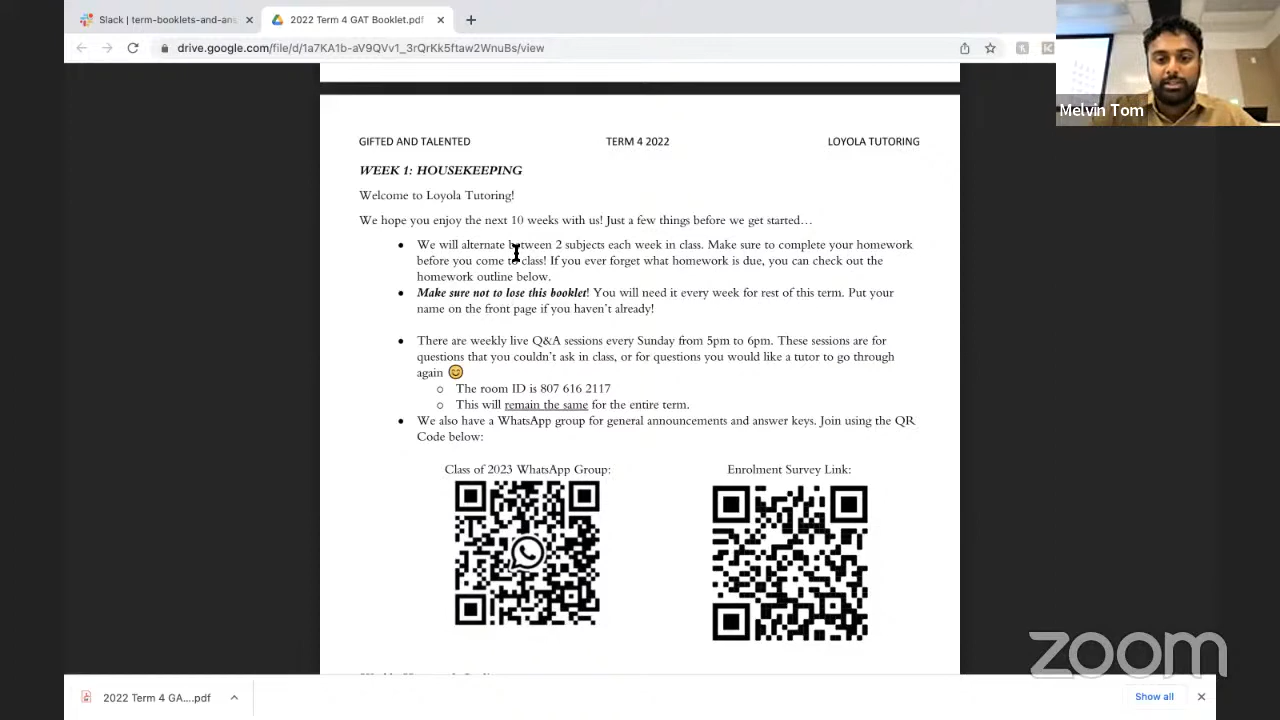 Slack | term-booklets-and-ans
2022 Term 4 GAT Booklet.pdf
drive.google.com/file/d/1a7KA1b-aV9QVv1_3rQrKk5ftaw2WnuBs/view
Melvin Tom
GIFTED AND TALENTED TERM 4 2022 LOYOLA TUTORING
WEEK 1: HOUSEKEEPING
Welcome to Loyola Tutoring!
We hope you enjoy the next 10 weeks with us! Just a few things before we get started…
• We will alternate between 2 subjects each week in class. Make sure to complete your homework
before you come to class! If you ever forget what homework is due, you can check out the
homework outline below.
• Make sure not to lose this booklet! You will need it every week for rest of this term. Put your
name on the front page if you haven't already!
• There are weekly live Q&A sessions every Sunday from 5pm to 6pm. These sessions are for
questions that you couldn't ask in class, or for questions you would like a tutor to go through
again 😊
o The room ID is 807 616 2117
o This will remain the same for the entire term.
• We also have a WhatsApp group for general announcements and answer keys. Join using the QR
Code below:
Class of 2023 WhatsApp Group: Enrolment Survey Link:
zoom
2022 Term 4 GA....pdf
Show all